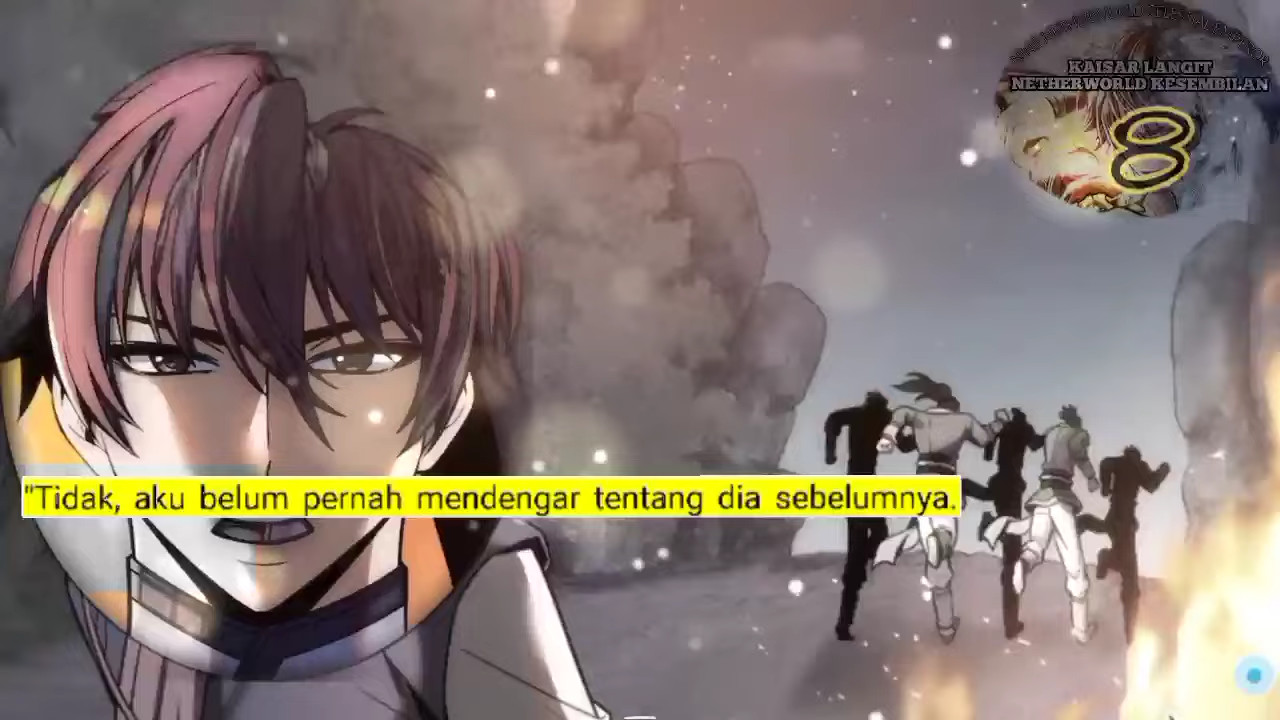 KAISAR LANGIT
NETHERWORLD KESEMBILAN
8
"Tidak, aku belum pernah mendengar tentang dia sebelumnya.